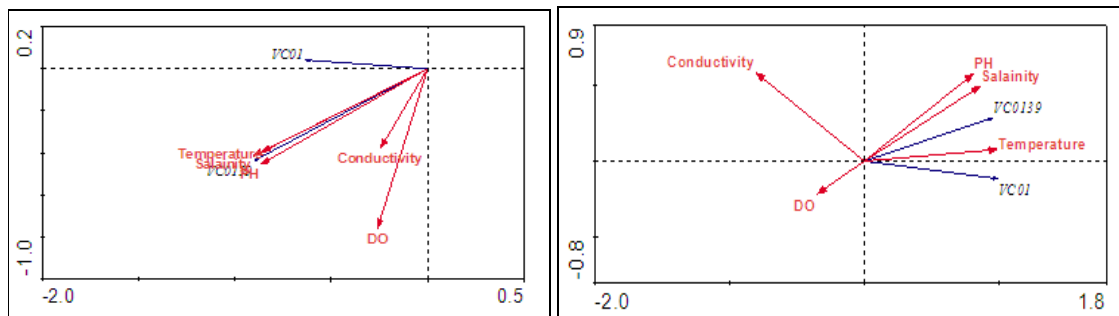 0.2
VC01
Temperature
Salainity
PH
Conductivity
DO
-1.0
-2.0
0.5
0.9
Conductivity
PH
Salainity
VC0139
Temperature
VC01
DO
-0.8
-2.0
1.8